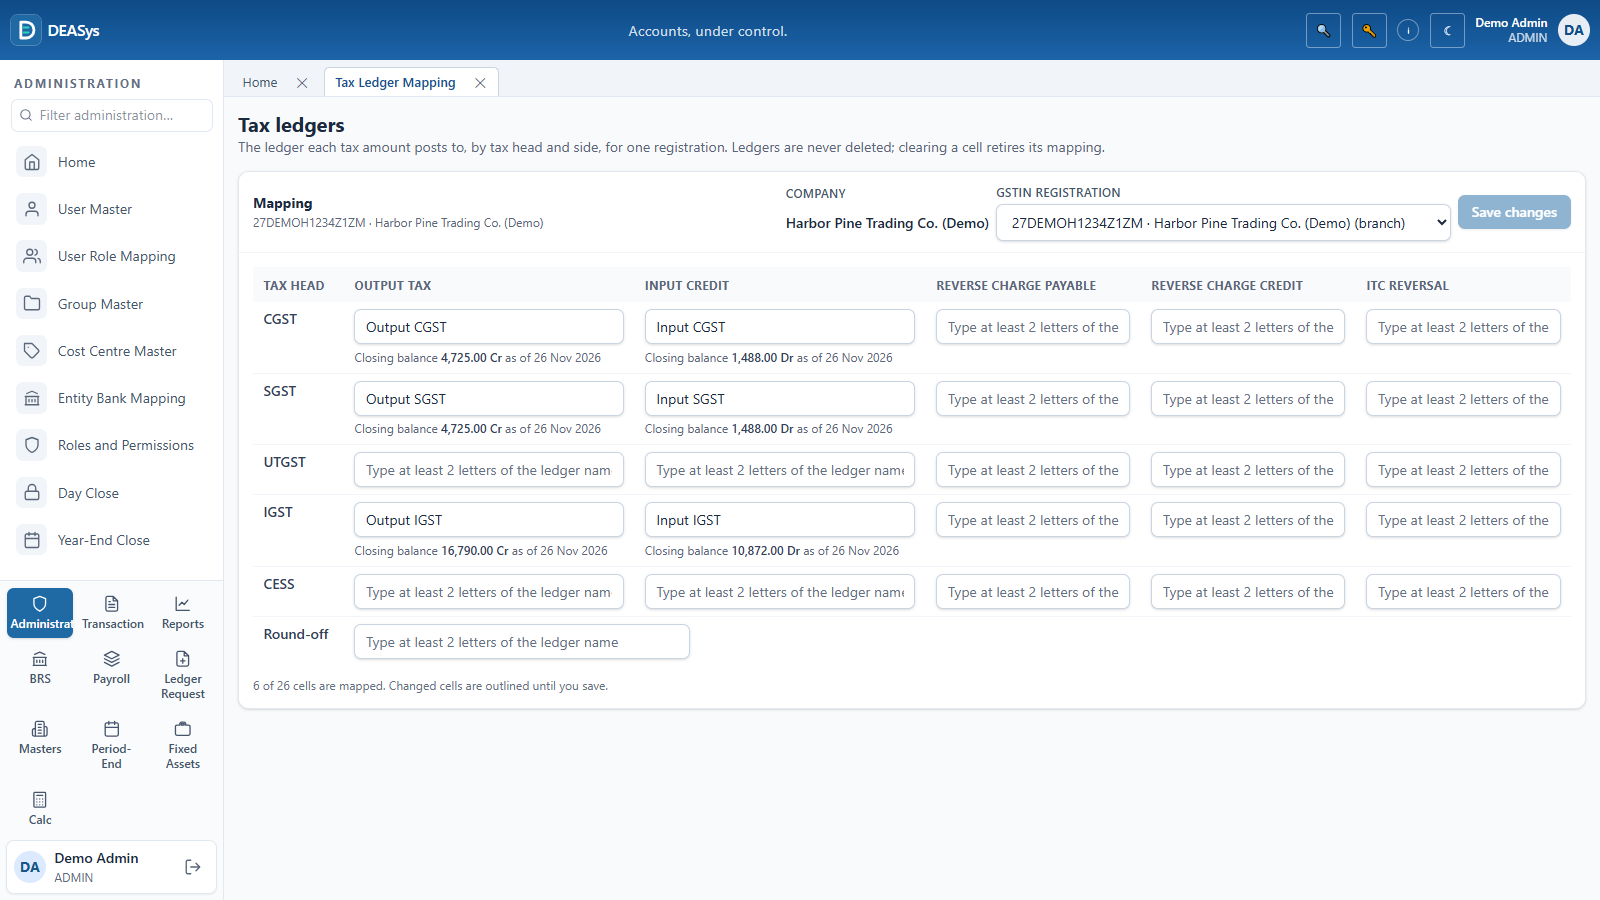 DEASys
Accounts, under control.
Demo Admin
ADMIN
DA
ADMINISTRATION
Filter administration...
Home
User Master
User Role Mapping
Group Master
Cost Centre Master
Entity Bank Mapping
Roles and Permissions
Day Close
Year-End Close
Administrat
Transaction
Reports
BRS
Payroll
Ledger Request
Masters
Period-End
Fixed Assets
Calc
DA
Demo Admin
ADMIN
Home
Tax Ledger Mapping
Tax ledgers
The ledger each tax amount posts to, by tax head and side, for one registration. Ledgers are never deleted; clearing a cell retires its mapping.
Mapping
27DEMOH1234Z1ZM · Harbor Pine Trading Co. (Demo)
COMPANY
Harbor Pine Trading Co. (Demo)
GSTIN REGISTRATION
27DEMOH1234Z1ZM · Harbor Pine Trading Co. (Demo) (branch)
Save changes
TAX HEAD OUTPUT TAX INPUT CREDIT REVERSE CHARGE PAYABLE REVERSE CHARGE CREDIT ITC REVERSAL
CGST Output CGST Input CGST Type at least 2 letters of the Type at least 2 letters of the Type at least 2 letters of the
Closing balance 4,725.00 Cr as of 26 Nov 2026 Closing balance 1,488.00 Dr as of 26 Nov 2026
SGST Output SGST Input SGST Type at least 2 letters of the Type at least 2 letters of the Type at least 2 letters of the
Closing balance 4,725.00 Cr as of 26 Nov 2026 Closing balance 1,488.00 Dr as of 26 Nov 2026
UTGST Type at least 2 letters of the ledger nam Type at least 2 letters of the ledger name Type at least 2 letters of the Type at least 2 letters of the Type at least 2 letters of the
IGST Output IGST Input IGST Type at least 2 letters of the Type at least 2 letters of the Type at least 2 letters of the
Closing balance 16,790.00 Cr as of 26 Nov 2026 Closing balance 10,872.00 Dr as of 26 Nov 2026
CESS Type at least 2 letters of the ledger nam Type at least 2 letters of the ledger name Type at least 2 letters of the Type at least 2 letters of the Type at least 2 letters of the
Round-off Type at least 2 letters of the ledger name
6 of 26 cells are mapped. Changed cells are outlined until you save.